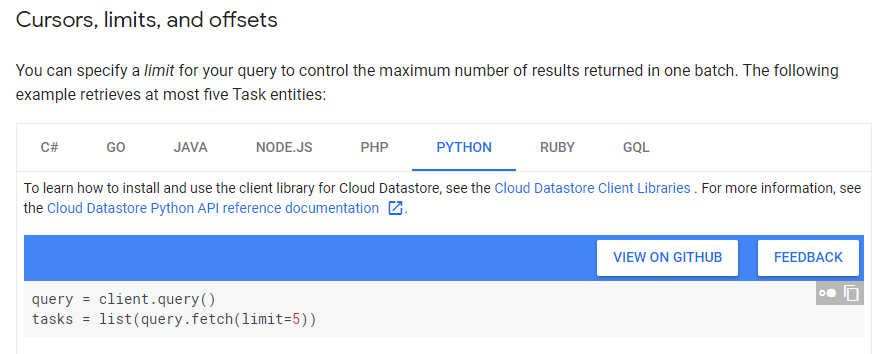 Cursors, limits, and offsets
You can specify a limit for your query to control the maximum number of results returned in one batch. The following
example retrieves at most five Task entities:
C# GO JAVA NODE.JS PHP PYTHON RUBY GQL
To learn how to install and use the client library for Cloud Datastore, see the Cloud Datastore Client Libraries . For more information, see
the Cloud Datastore Python API reference documentation .
VIEW ON GITHUB FEEDBACK
query = client.query()
tasks = list(query.fetch(limit=5))